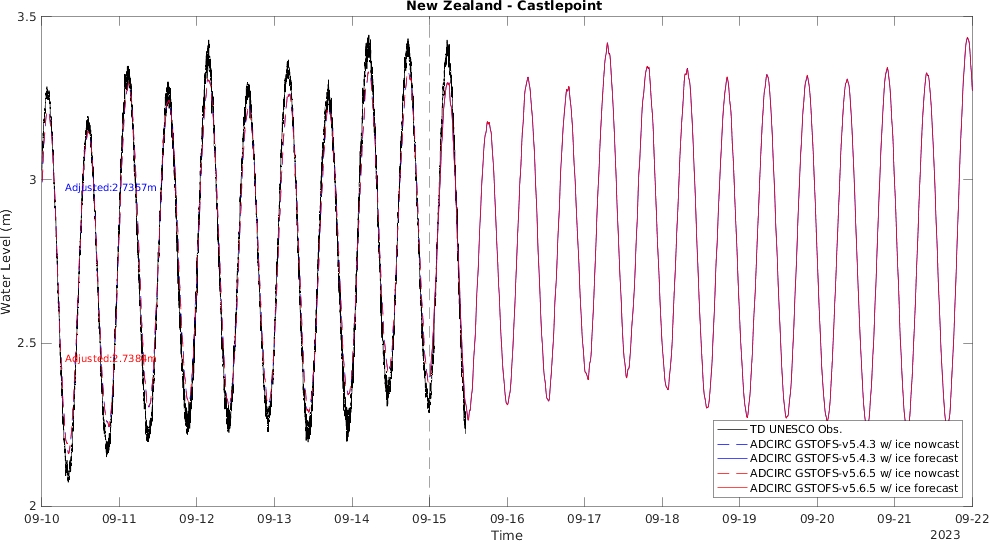 New Zealand - Castlepoint
3.5
3
2.5
2
Water Level (m)
Adjusted:2.7357m
Adjusted:2.7384m
TD UNESCO Obs.
ADCIRC GSTOFS-v5.4.3 w/ ice nowcast
ADCIRC GSTOFS-v5.4.3 w/ ice forecast
ADCIRC GSTOFS-v5.6.5 w/ ice nowcast
ADCIRC GSTOFS-v5.6.5 w/ ice forecast
09-10 09-11 09-12 09-13 09-14 09-15 09-16 09-17 09-18 09-19 09-20 09-21 09-22
Time
2023